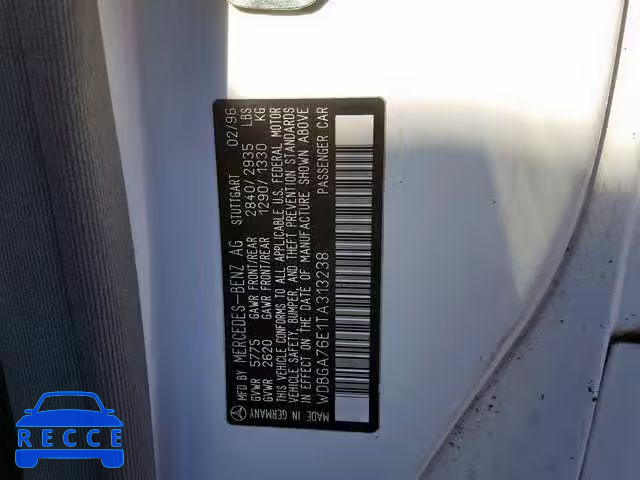 MFD BY MERCEDES-BENZ AG STUTTGART 02/96
GVWR 5775 GAWR FRONT/REAR 2840/2935 LBS
GVWR 2620 GAWR FRONT/REAR 1290/1330 KG
THIS VEHICLE CONFORMS TO ALL APPLICABLE U.S. FEDERAL MOTOR
VEHICLE SAFETY, BUMPER, AND THEFT PREVENTION STANDARDS
IN EFFECT ON THE DATE OF MANUFACTURE SHOWN ABOVE.
WDBGA76E1TA313238 PASSENGER CAR
MADE IN GERMANY
RECCE